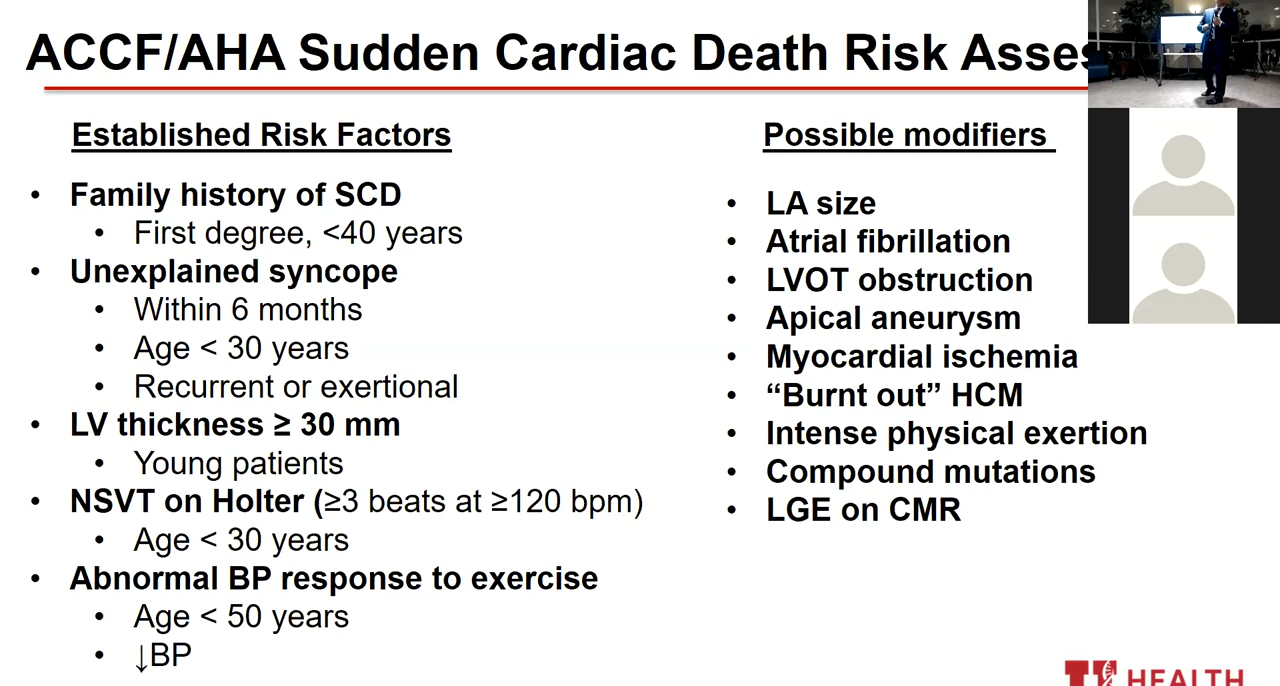 ACCF/AHA Sudden Cardiac Death Risk Asses
Established Risk Factors
• Family history of SCD
• First degree, <40 years
• Unexplained syncope
• Within 6 months
• Age < 30 years
• Recurrent or exertional
• LV thickness ≥ 30 mm
• Young patients
• NSVT on Holter (≥3 beats at ≥120 bpm)
• Age < 30 years
• Abnormal BP response to exercise
• Age < 50 years
• ↓BP
Possible modifiers
• LA size
• Atrial fibrillation
• LVOT obstruction
• Apical aneurysm
• Myocardial ischemia
• “Burnt out” HCM
• Intense physical exertion
• Compound mutations
• LGE on CMR
HEALTH